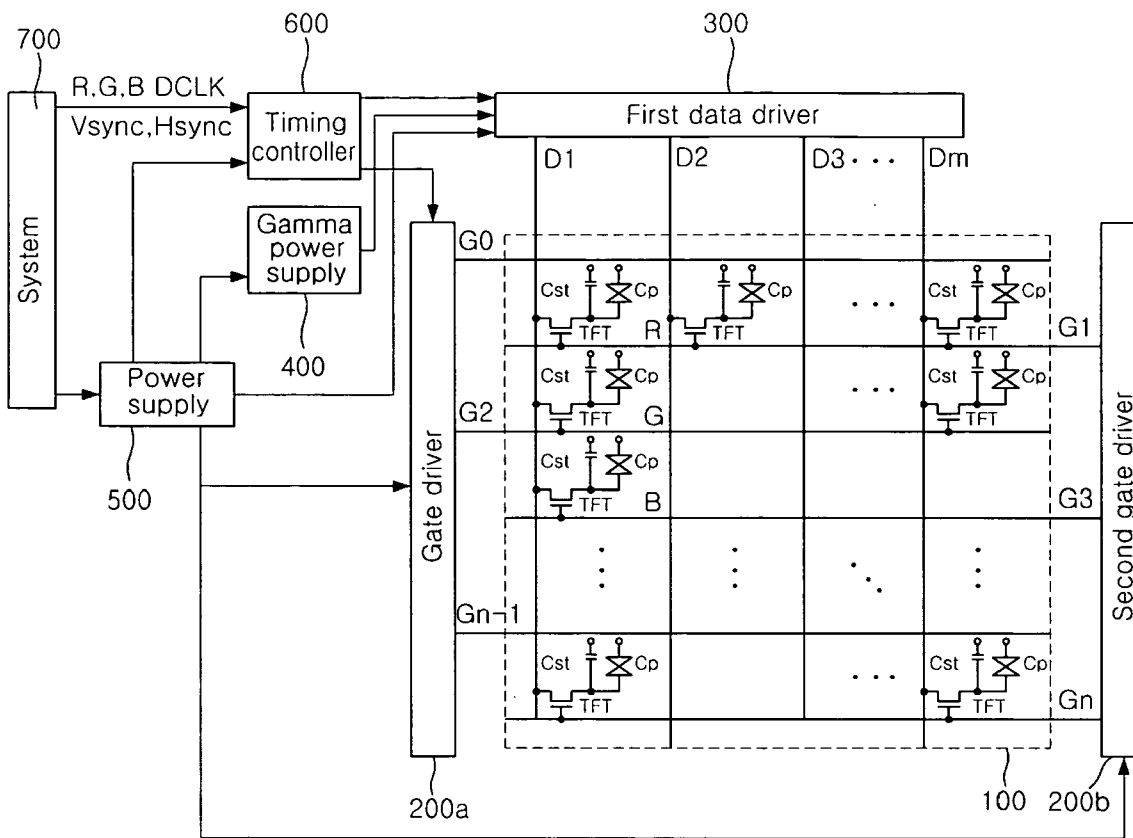 700
600
300
R,G,B DCLK
Vsync,Hsync
Timing
controller
First data driver
D1 D2 D3 ... Dm
System
Gamma
power
supply
400
G0
Cst Cp Cst Cp ... Cst Cp
TFT R TFT TFT G1
Power
supply
500
G2
Cst Cp ... Cst Cp
TFT G TFT
Gate driver
Cst Cp
TFT B G3
Second gate driver
Gn-1
Cst Cp Cst Cp
TFT ... TFT Gn
200a
100
200b